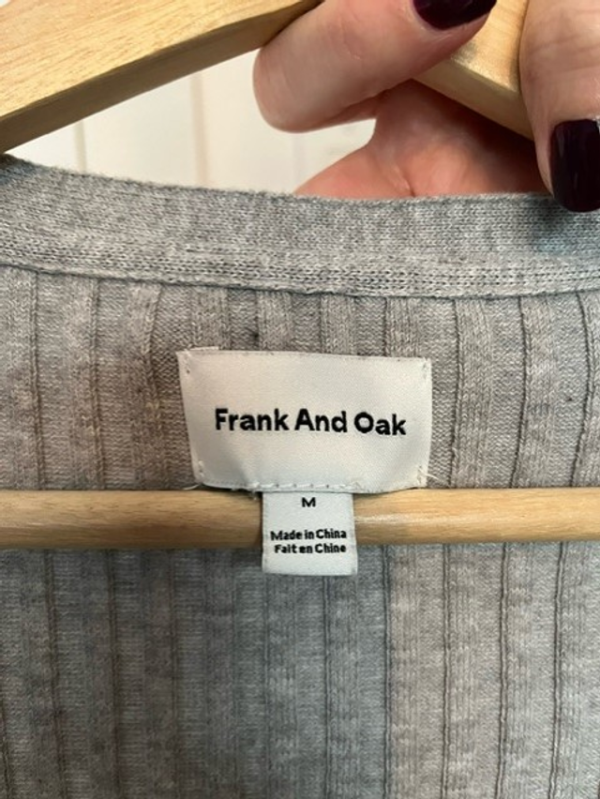 Frank And Oak
M
Made in China
Fait en Chine